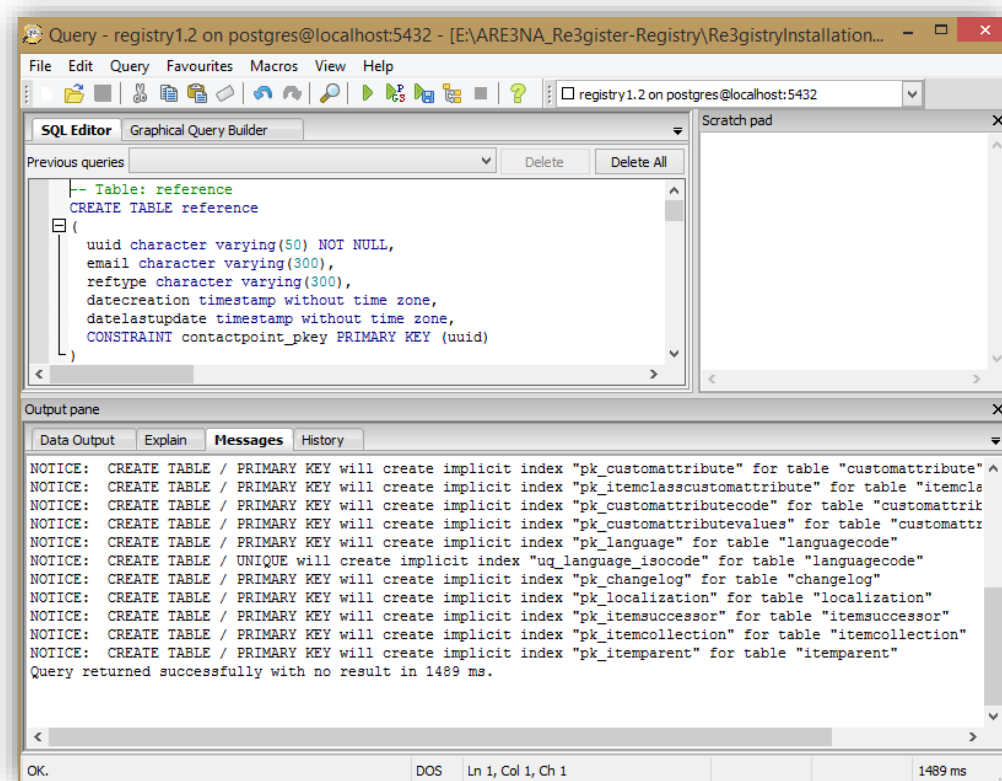 Query - registry1.2 on postgres@localhost:5432 - [E:\ARE3NA_Re3gister-Registry\Re3gistryInstallation...
File Edit Query Favourites Macros View Help
registry1.2 on postgres@localhost:5432
SQL Editor Graphical Query Builder
Scratch pad
Previous queries Delete Delete All
-- Table: reference
CREATE TABLE reference
(
uuid character varying(50) NOT NULL,
email character varying(300),
reftype character varying(300),
datecreation timestamp without time zone,
datelastupdate timestamp without time zone,
CONSTRAINT contactpoint_pkey PRIMARY KEY (uuid)
)
Output pane
Data Output Explain Messages History
NOTICE: CREATE TABLE / PRIMARY KEY will create implicit index "pk_customattribute" for table "customattribute"
NOTICE: CREATE TABLE / PRIMARY KEY will create implicit index "pk_itemclasscustomattribute" for table "itemcla
NOTICE: CREATE TABLE / PRIMARY KEY will create implicit index "pk_customattributecode" for table "customattrib
NOTICE: CREATE TABLE / PRIMARY KEY will create implicit index "pk_customattributevalues" for table "customattr
NOTICE: CREATE TABLE / PRIMARY KEY will create implicit index "pk_language" for table "languagecode"
NOTICE: CREATE TABLE / UNIQUE will create implicit index "uq_language_isocode" for table "languagecode"
NOTICE: CREATE TABLE / PRIMARY KEY will create implicit index "pk_changelog" for table "changelog"
NOTICE: CREATE TABLE / PRIMARY KEY will create implicit index "pk_localization" for table "localization"
NOTICE: CREATE TABLE / PRIMARY KEY will create implicit index "pk_itemsuccessor" for table "itemsuccessor"
NOTICE: CREATE TABLE / PRIMARY KEY will create implicit index "pk_itemcollection" for table "itemcollection"
NOTICE: CREATE TABLE / PRIMARY KEY will create implicit index "pk_itemparent" for table "itemparent"
Query returned successfully with no result in 1489 ms.
OK. DOS Ln 1, Col 1, Ch 1 1489 ms